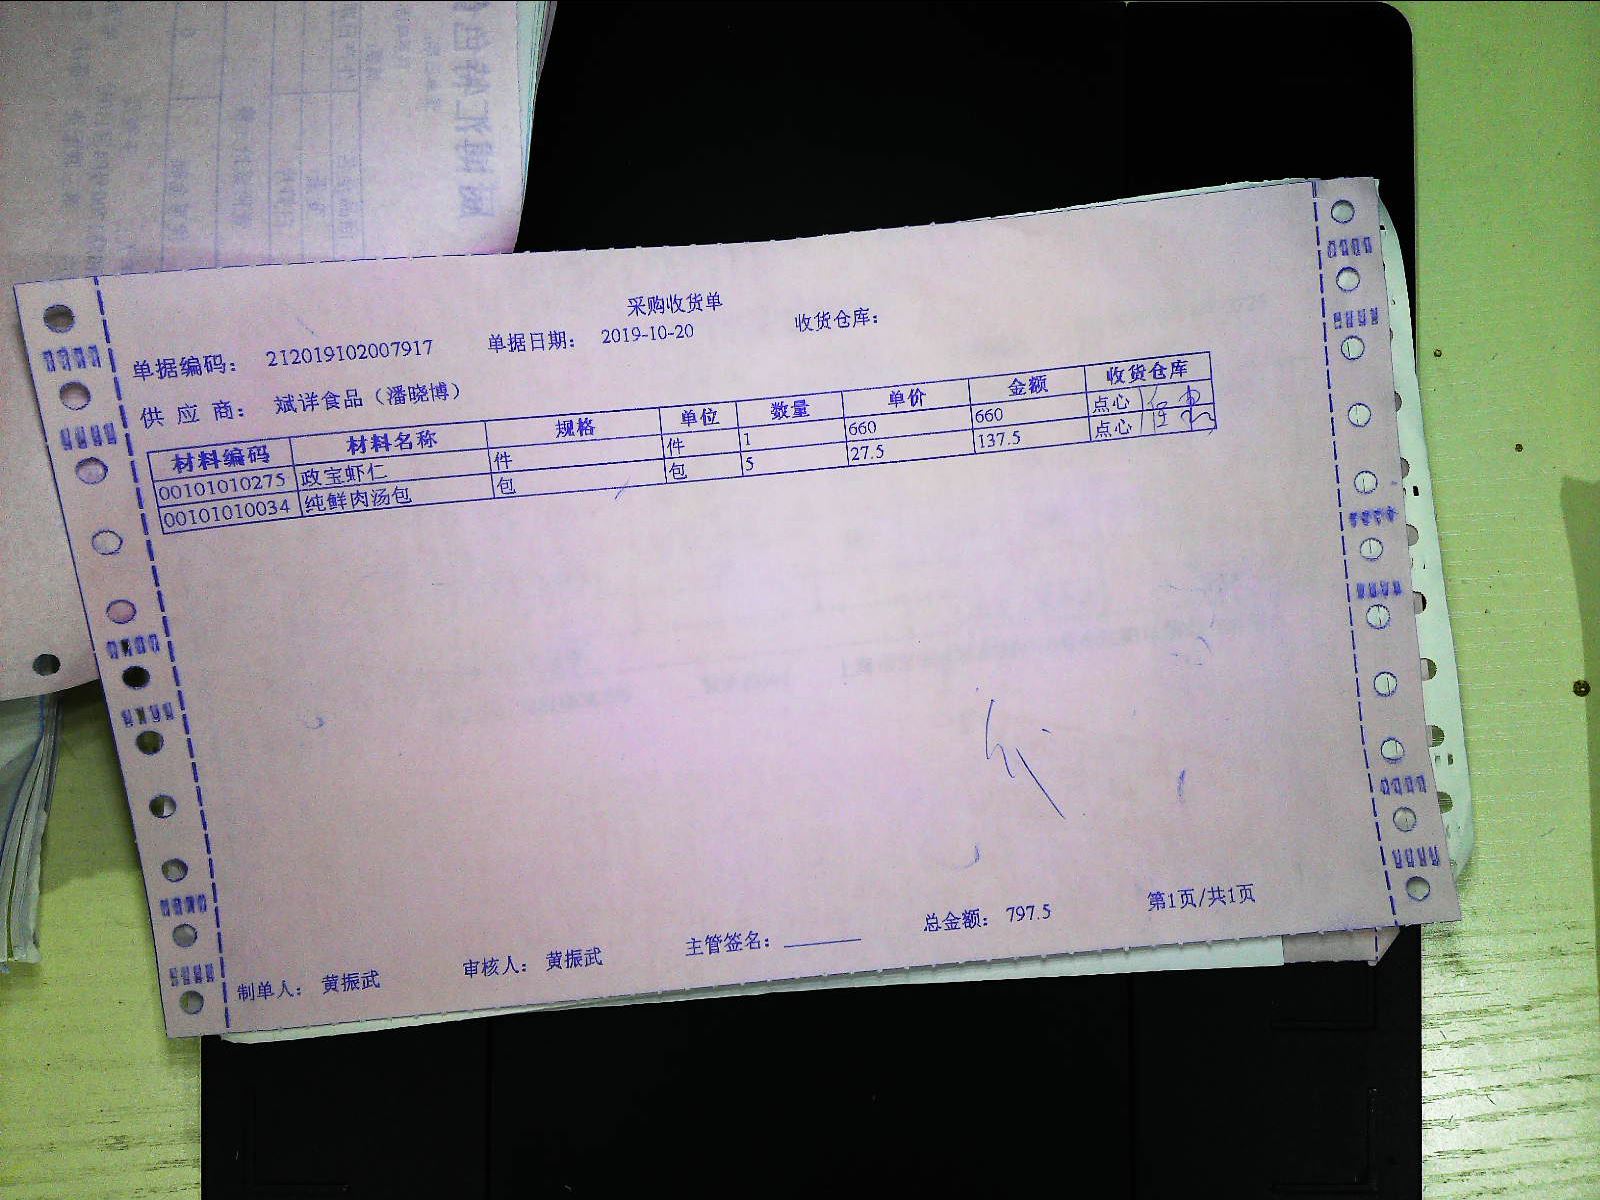 采购收货单
单据编码： 212019102007917 单据日期： 2019-10-20 收货仓库：
供 应 商： 斌详食品（潘晓博）
材料编码 材料名称 规格 单位 数量 单价 金额 收货仓库
00101010275 政宝虾仁 件 件 1 660 660 点心
00101010034 纯鲜肉汤包 包 包 5 27.5 137.5 点心
总金额： 797.5 第1页/共1页
制单人： 黄振武 审核人： 黄振武 主管签名：